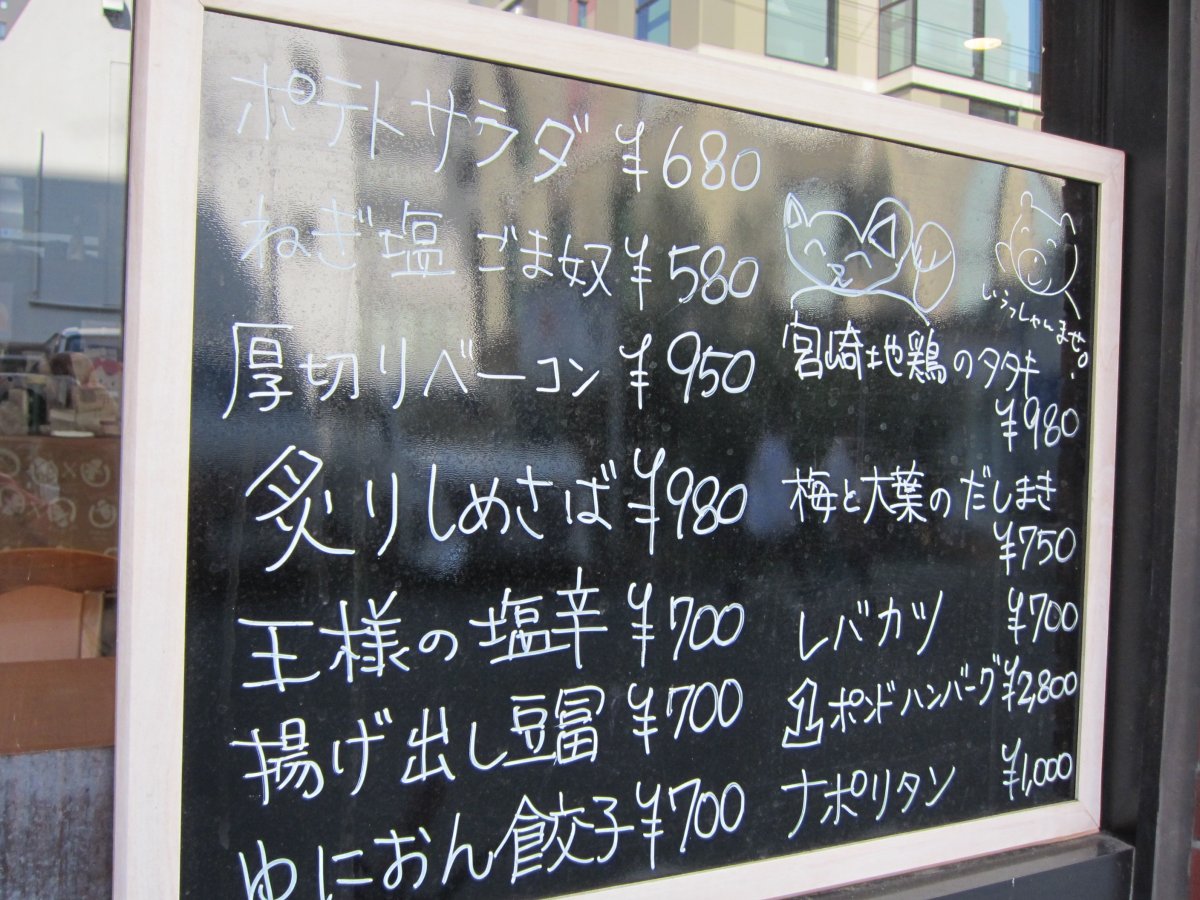 ポテトサラダ ¥680
ねぎ塩ごま奴 ¥580
厚切りベーコン ¥950
炙りしめさば ¥980
王様の塩辛 ¥700
揚げ出し豆冨 ¥700
ゆにおん餃子 ¥700
いらっしゃいませ。
宮崎地鶏のタタキ
¥980
梅と大葉のだしまき
¥750
レバカツ ¥700
1ポンドハンバーグ ¥2,800
ナポリタン ¥1,000